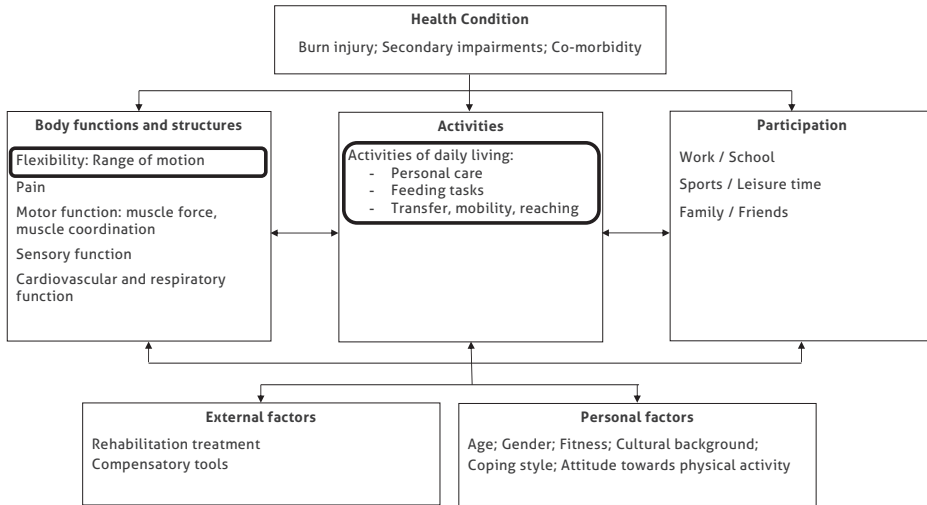 Health Condition
Burn injury; Secondary impairments; Co-morbidity
Body functions and structures
Flexibility: Range of motion
Pain
Motor function: muscle force,
muscle coordination
Sensory function
Cardiovascular and respiratory
function
Activities
Activities of daily living:
- Personal care
- Feeding tasks
- Transfer, mobility, reaching
Participation
Work / School
Sports / Leisure time
Family / Friends
External factors
Rehabilitation treatment
Compensatory tools
Personal factors
Age; Gender; Fitness; Cultural background;
Coping style; Attitude towards physical activity